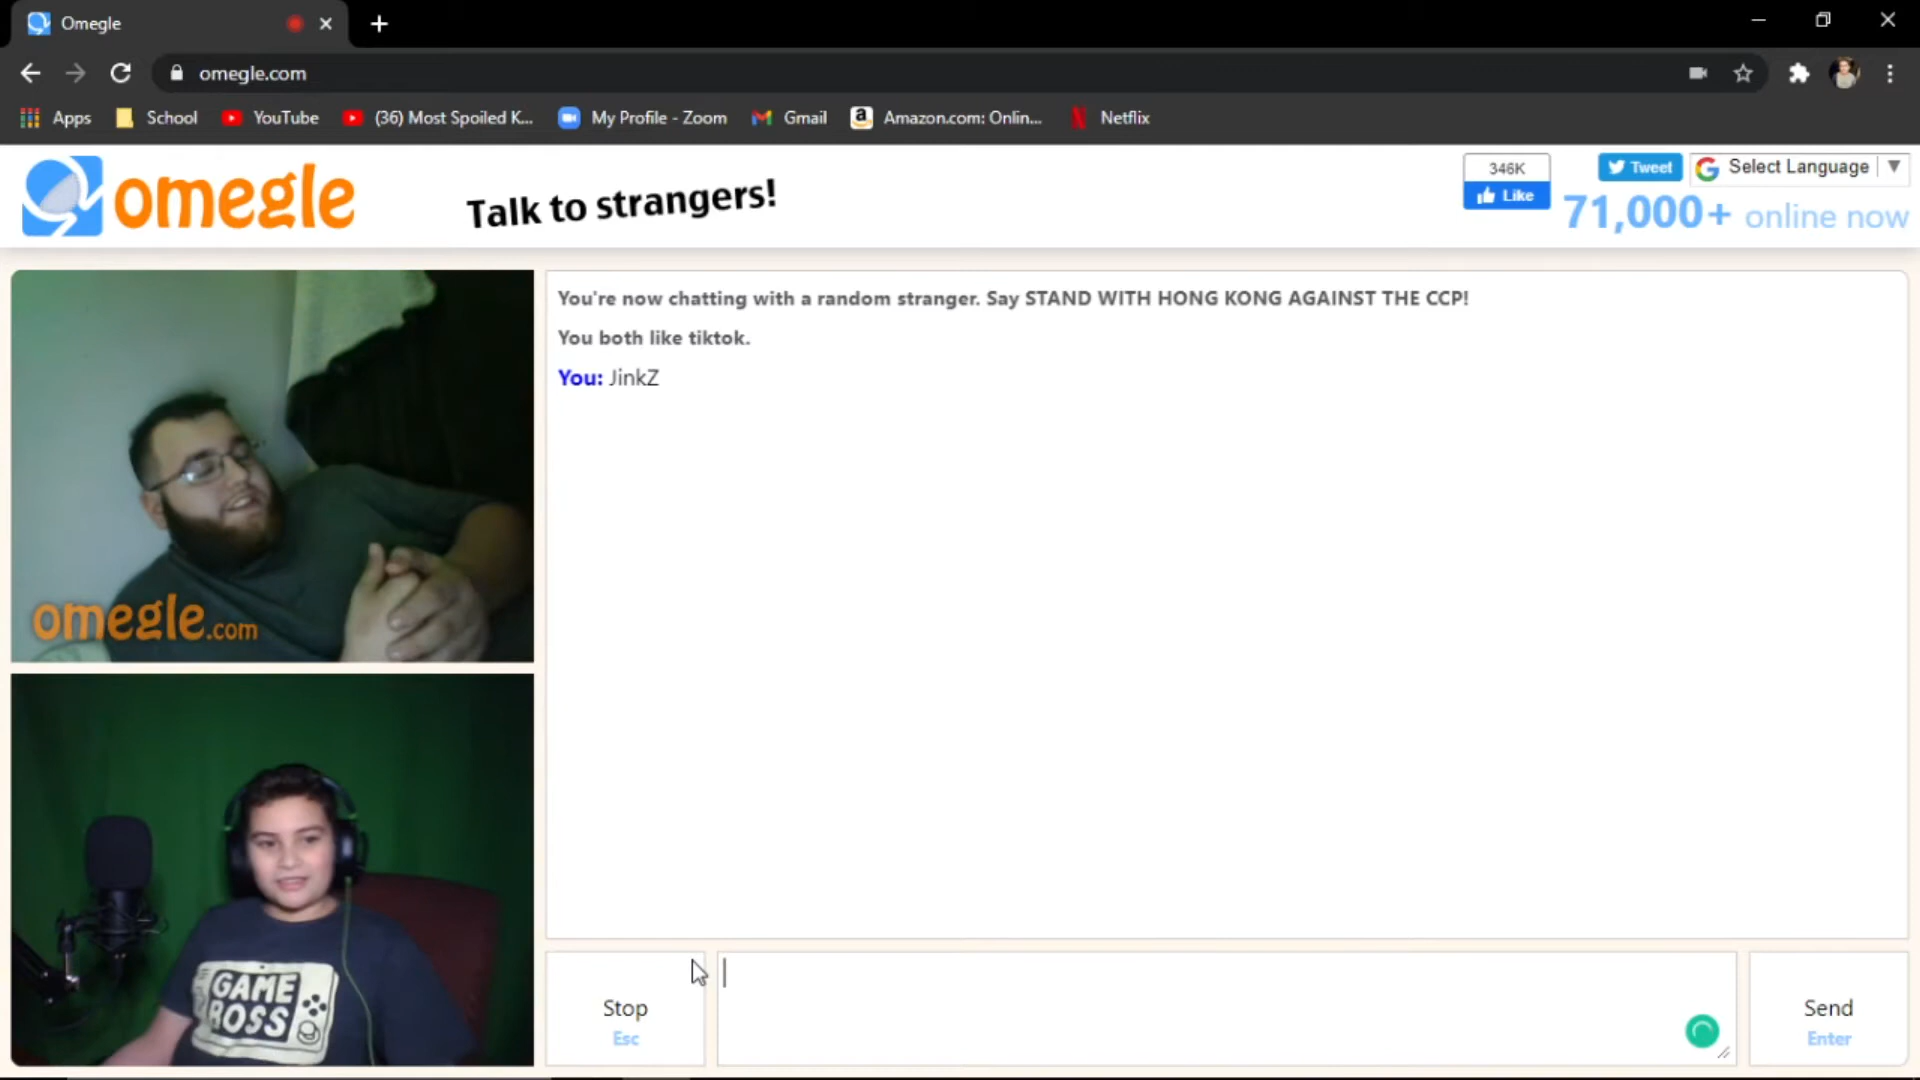 Omegle
omegle.com
Apps
School
YouTube
(36) Most Spoiled K...
My Profile - Zoom
Gmail
Amazon.com: Onlin...
Netflix
omegle
Talk to strangers!
346K
Like
Tweet
Select Language
71,000+ online now
You're now chatting with a random stranger. Say STAND WITH HONG KONG AGAINST THE CCP!
You both like tiktok.
You: JinkZ
omegle.com
GAME
BOSS
Stop
Esc
Send
Enter